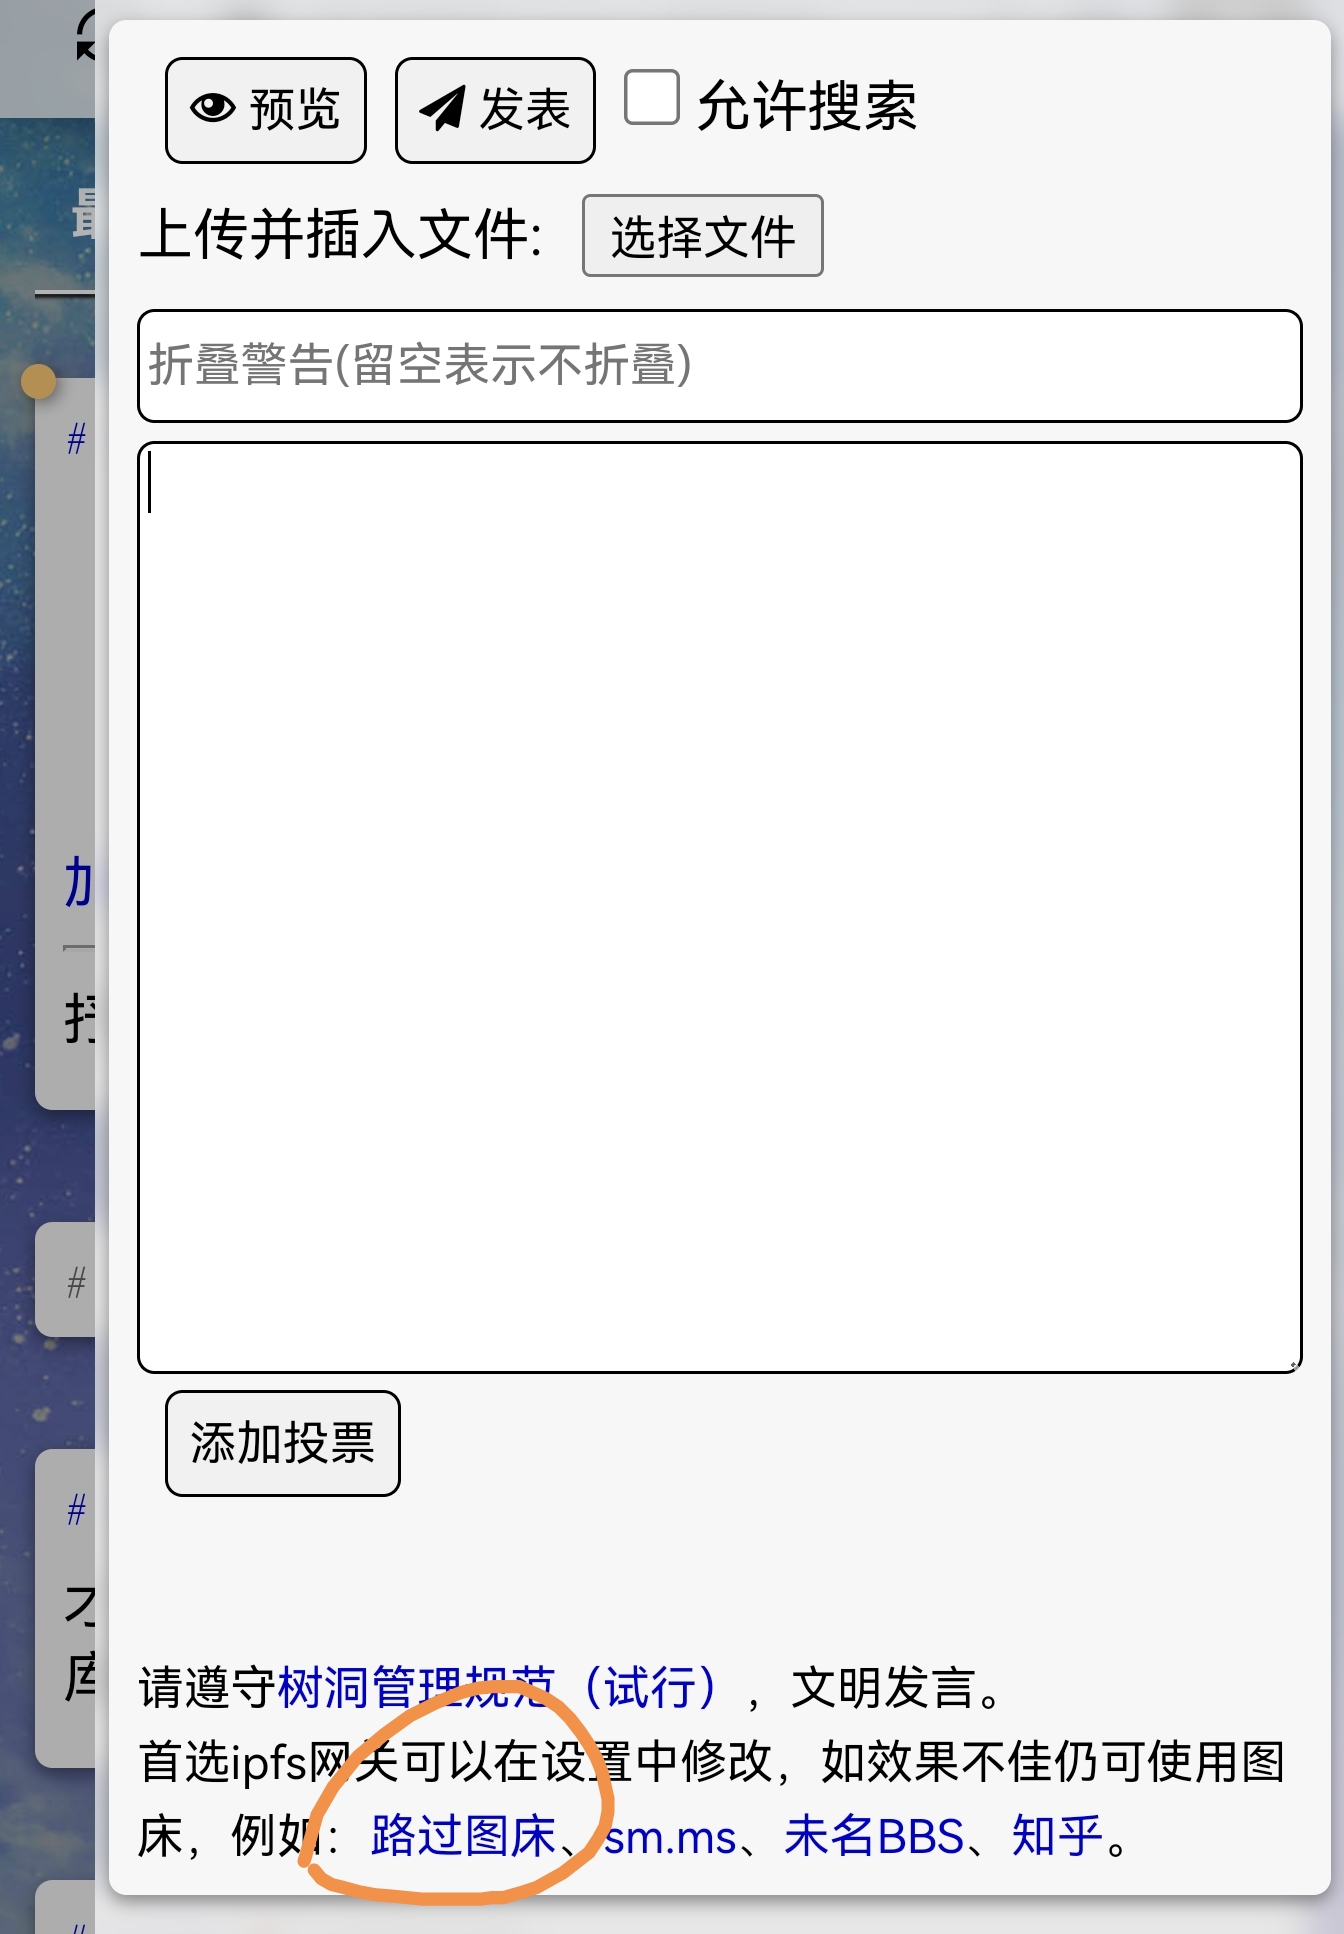 预览 发表 允许搜索
上传并插入文件: 选择文件
折叠警告(留空表示不折叠)
添加投票
请遵守树洞管理规范（试行），文明发言。
首选ipfs网关可以在设置中修改，如效果不佳仍可使用图
床，例如：路过图床、sm.ms、未名BBS、知乎。
#
#
#
才
库